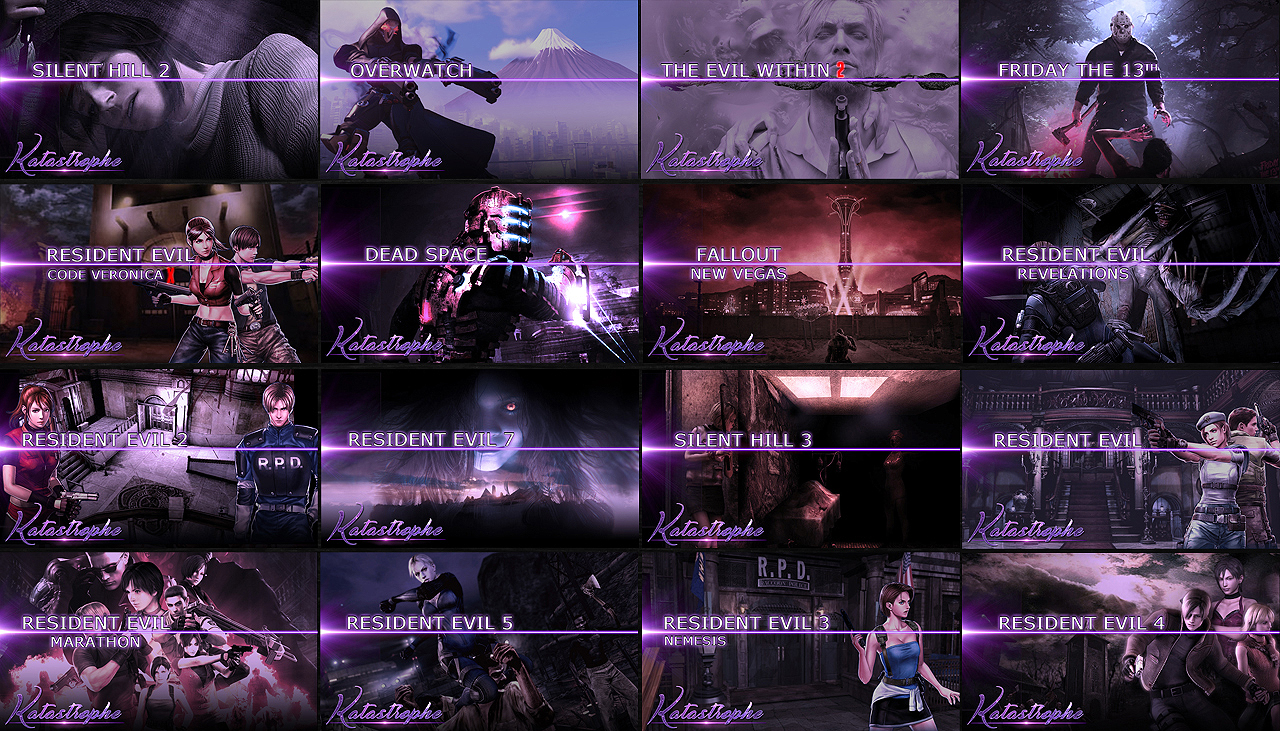 SILENT HILL 2
Katastrophe
OVERWATCH
Katastrophe
THE EVIL WITHIN 2
Katastrophe
FRIDAY THE 13TH
Katastrophe
RESIDENT EVIL
CODE VERONICA X
Katastrophe
DEAD SPACE
Katastrophe
FALLOUT
NEW VEGAS
Katastrophe
RESIDENT EVIL
REVELATIONS
Katastrophe
RESIDENT EVIL 2
R.P.D.
Katastrophe
RESIDENT EVIL 7
Katastrophe
SILENT HILL 3
Katastrophe
RESIDENT EVIL
Katastrophe
RESIDENT EVIL
MARATHON
Katastrophe
RESIDENT EVIL 5
Katastrophe
R.P.D.
RESIDENT EVIL 3
NEMESIS
Katastrophe
RESIDENT EVIL 4
Katastrophe